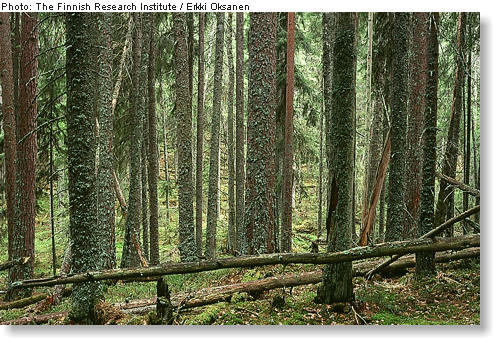 Photo: The Finnish Research Institute / Erkki Oksanen